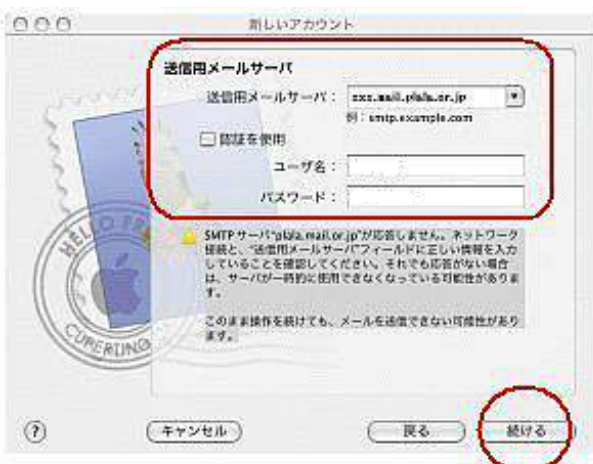 新しいアカウント
送信用メールサーバ
送信用メールサーバ： xxx.mail.plala.or.jp
例：smtp.example.com
認証を使用
ユーザ名：
パスワード：
SMTP サーバ"plala.mail.or.jp"が応答しません。ネットワーク
接続と、"送信用メールサーバ"フィールドに正しい情報を入力
していることを確認してください。それでも応答がない場合
は、サーバが一時的に使用できなくなっている可能性がありま
す。
このまま操作を続けても、メールを送信できない可能性があり
ます。
HELLO FR
CUPERTINO
?
キャンセル
戻る
続ける